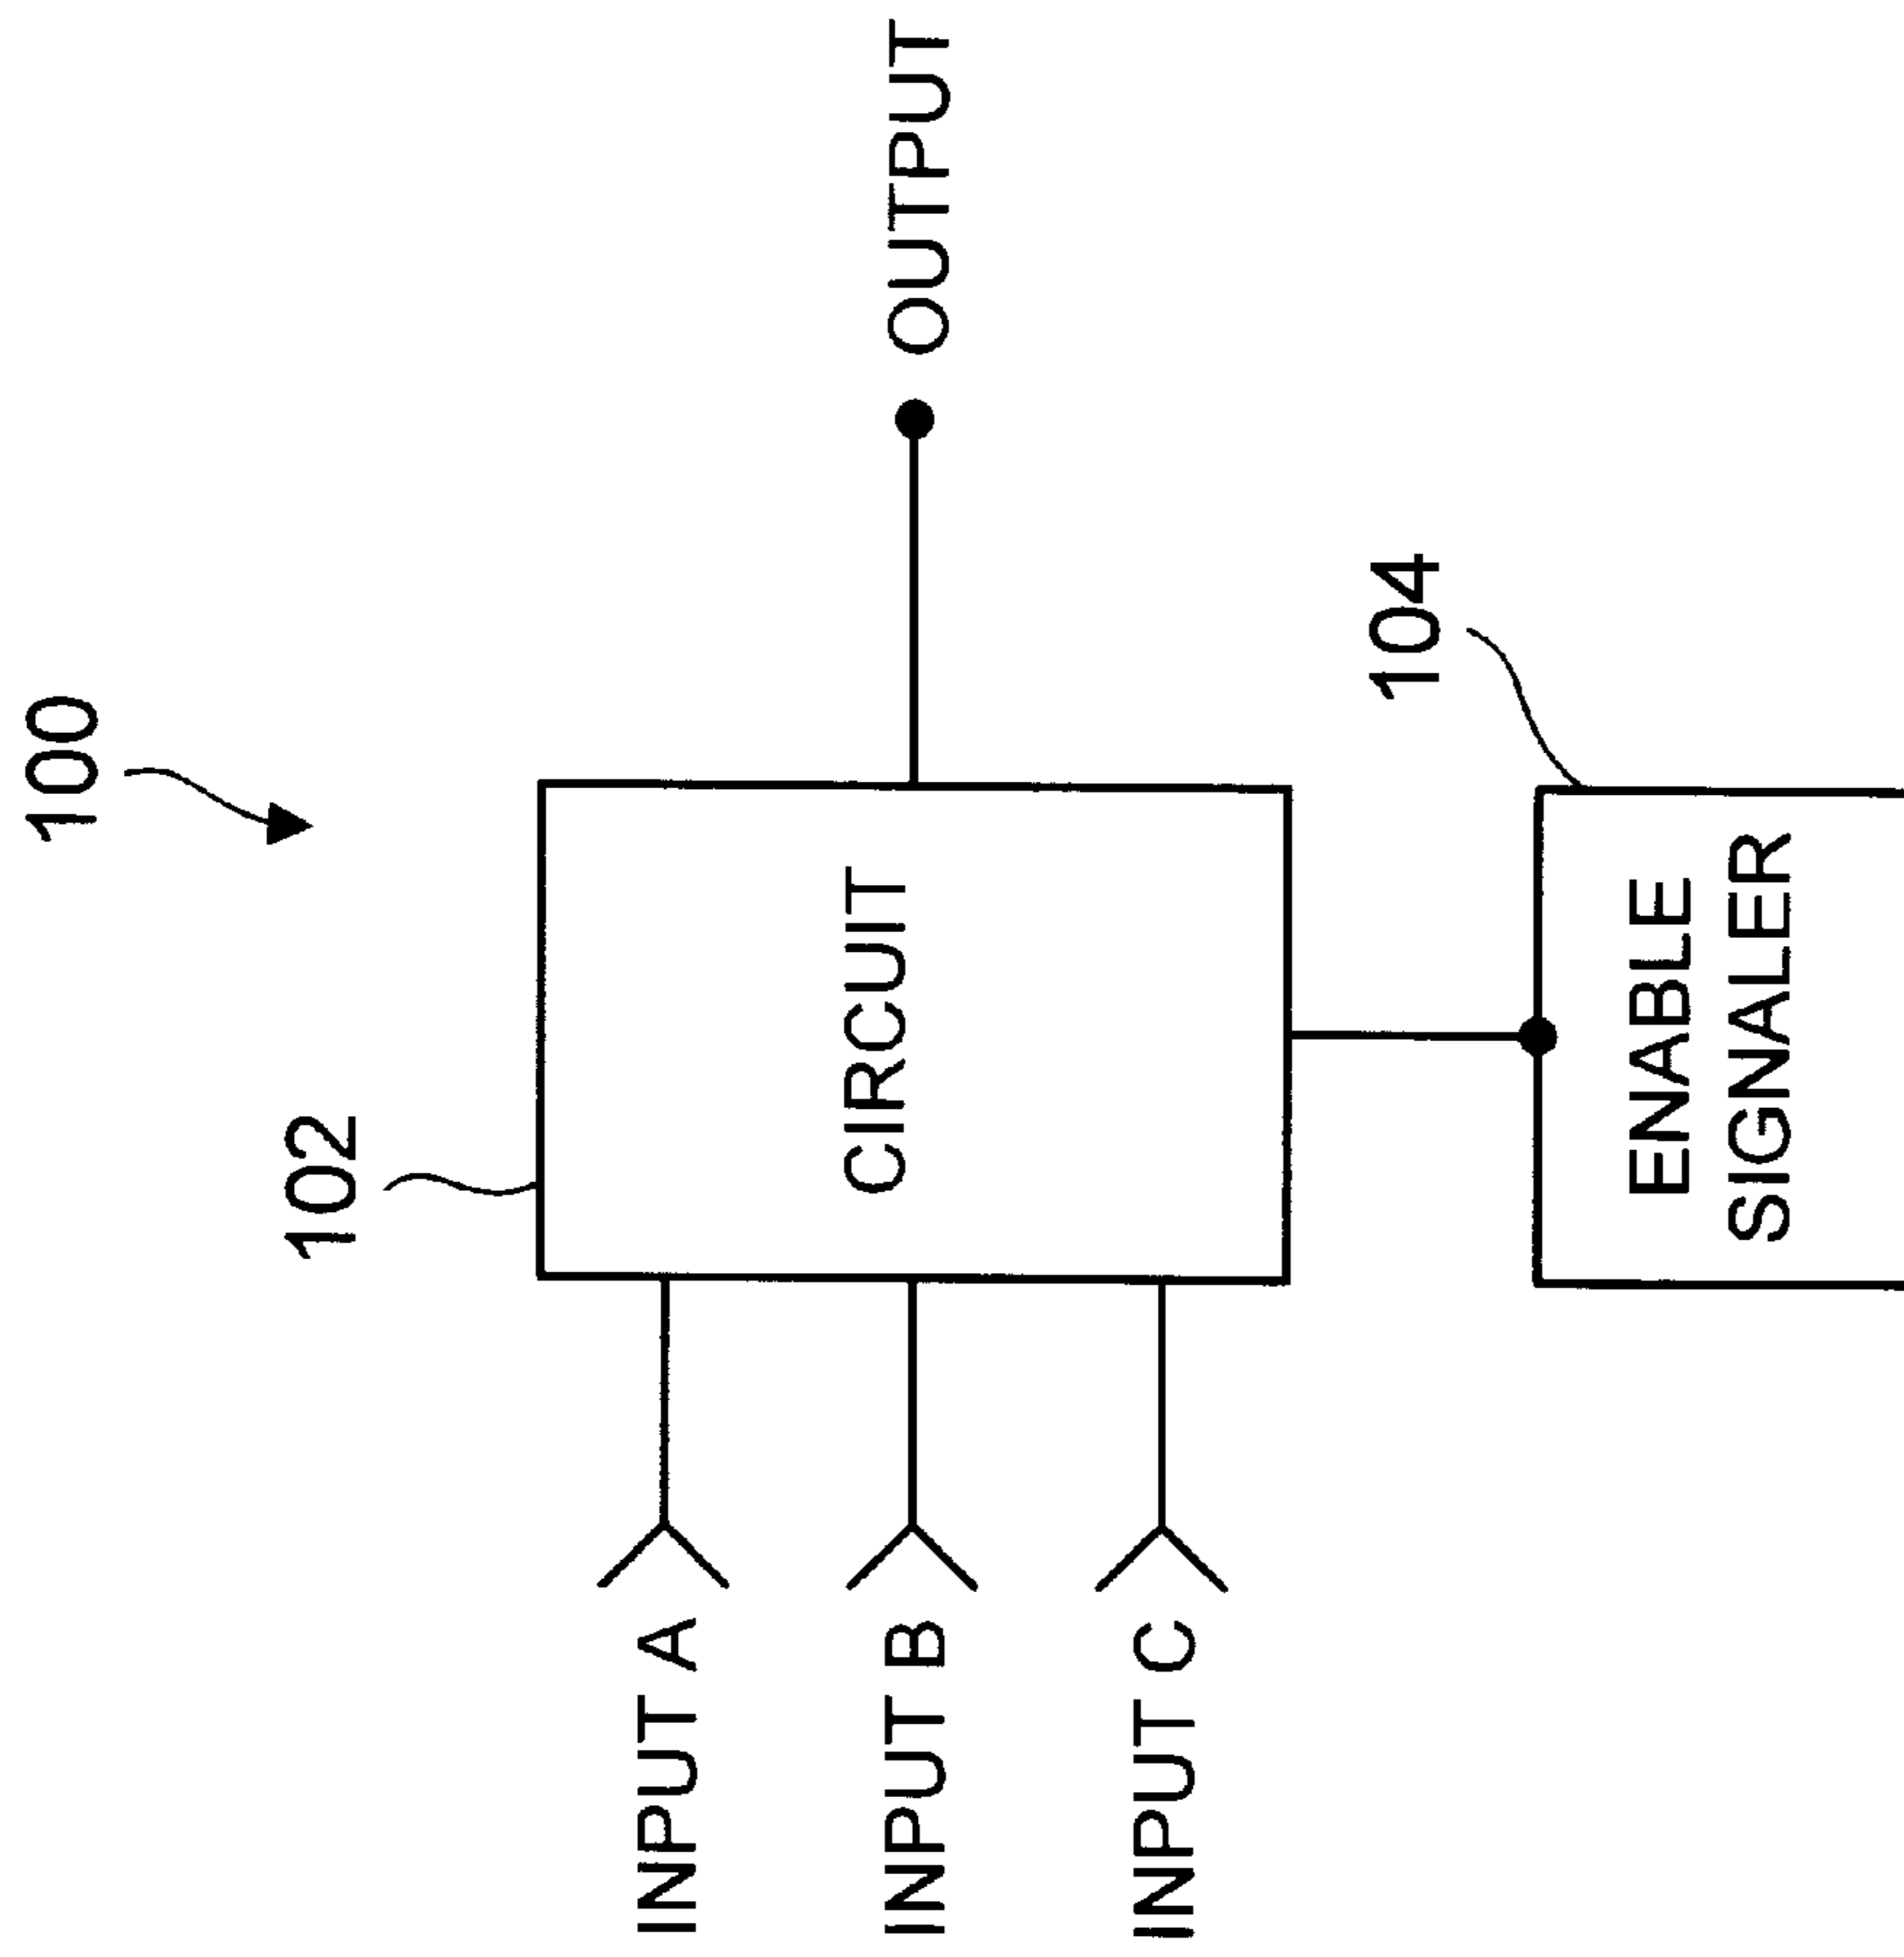 100
102
INPUT A
INPUT B
INPUT C
CIRCUIT
OUTPUT
104
ENABLE
SIGNALER